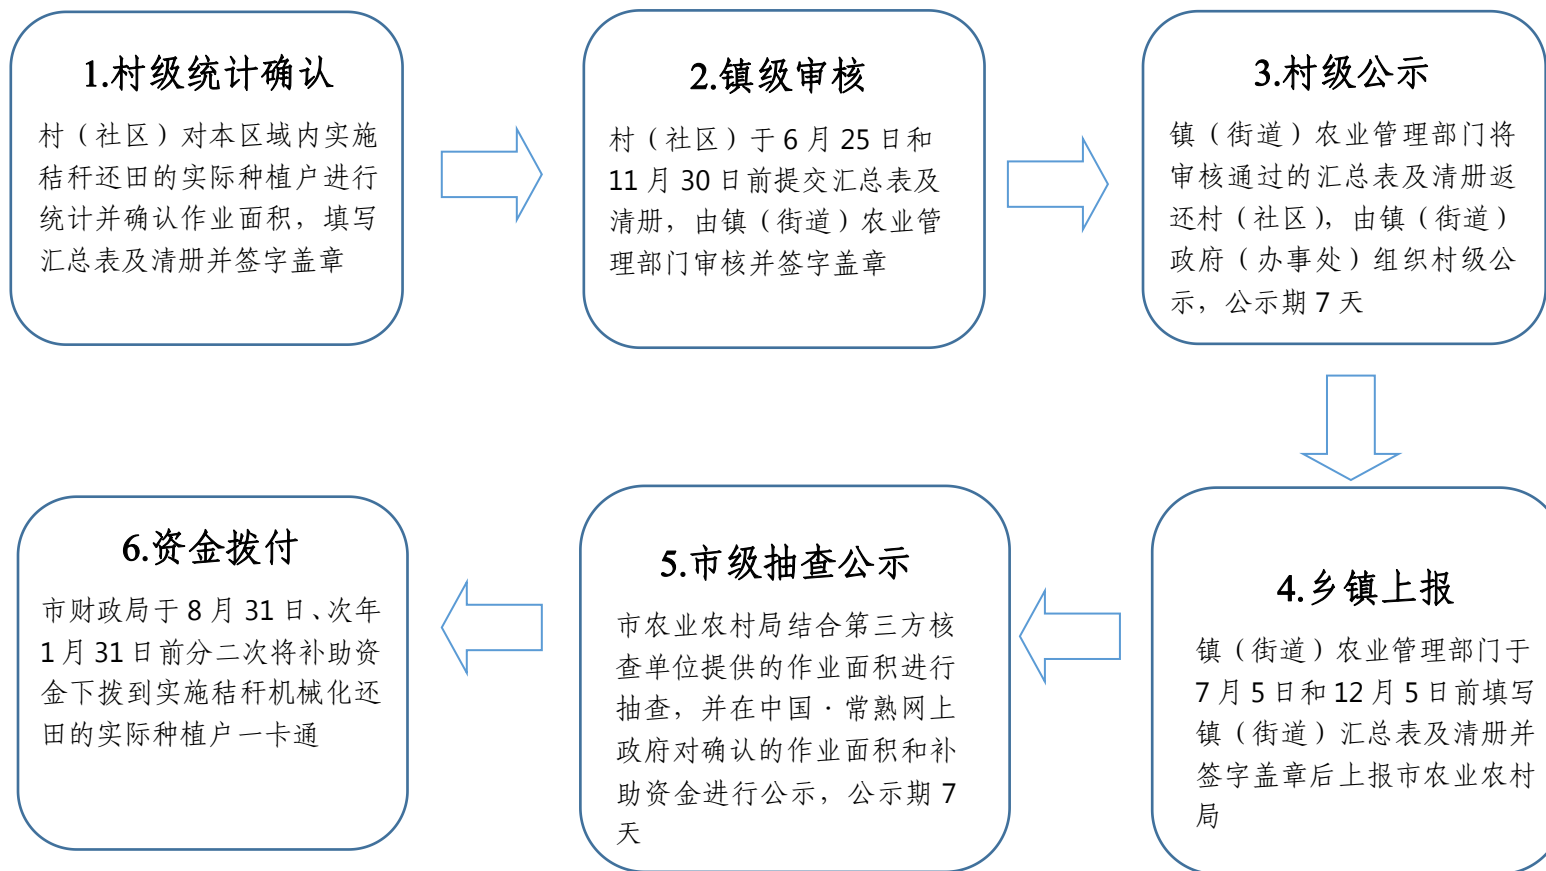 1.村级统计确认
村（社区）对本区域内实施
秸秆还田的实际种植户进行
统计并确认作业面积，填写
汇总表及清册并签字盖章
2.镇级审核
村（社区）于 6 月 25 日和
11 月 30 日前提交汇总表及
清册，由镇（街道）农业管
理部门审核并签字盖章
3.村级公示
镇（街道）农业管理部门将
审核通过的汇总表及清册返
还村（社区），由镇（街道）
政府（办事处）组织村级公
示，公示期 7 天
4.乡镇上报
镇（街道）农业管理部门于
7 月 5 日和 12 月 5 日前填写
镇（街道）汇总表及清册并
签字盖章后上报市农业农村
局
5.市级抽查公示
市农业农村局结合第三方核
查单位提供的作业面积进行
抽查，并在中国·常熟网上
政府对确认的作业面积和补
助资金进行公示，公示期 7
天
6.资金拨付
市财政局于 8 月 31 日、次年
1 月 31 日前分二次将补助资
金下拨到实施秸秆机械化还
田的实际种植户一卡通